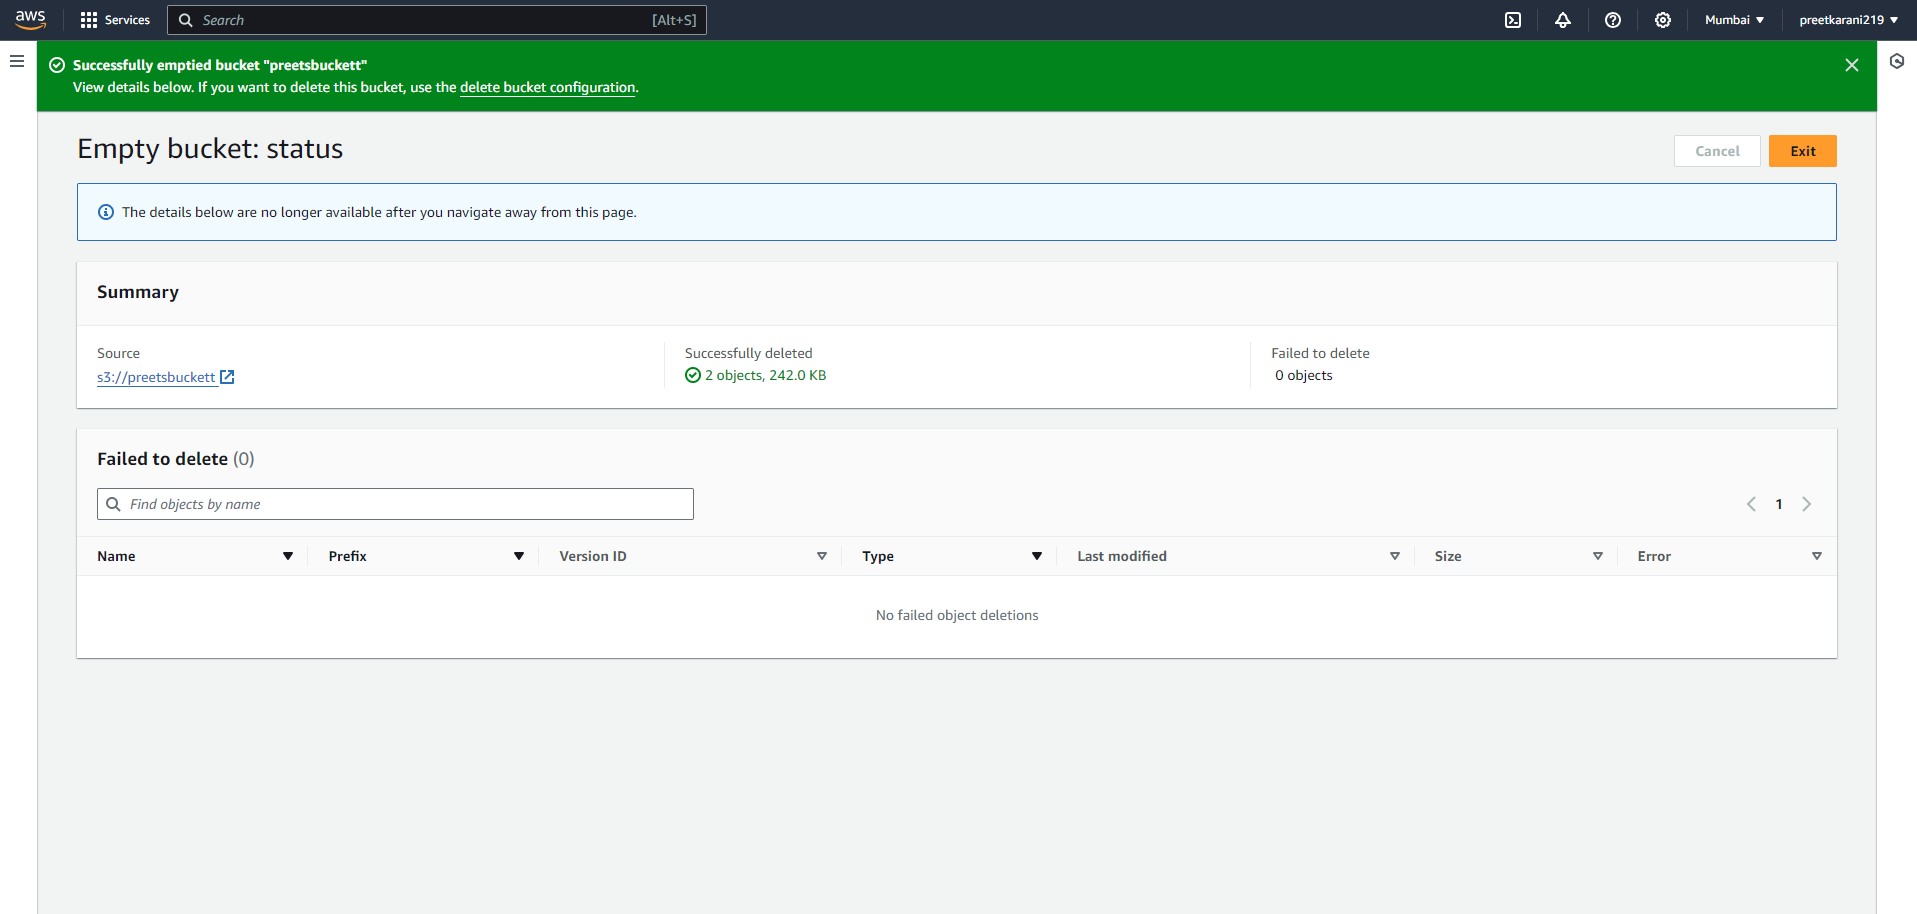 aws
Services
Search
[Alt+S]
Mumbai
preetkarani219
Successfully emptied bucket "preetsbuckett"
View details below. If you want to delete this bucket, use the delete bucket configuration.
Empty bucket: status
Cancel
Exit
The details below are no longer available after you navigate away from this page.
Summary
Source
s3://preetsbuckett
Successfully deleted
2 objects, 242.0 KB
Failed to delete
0 objects
Failed to delete (0)
Find objects by name
1
Name
Prefix
Version ID
Type
Last modified
Size
Error
No failed object deletions